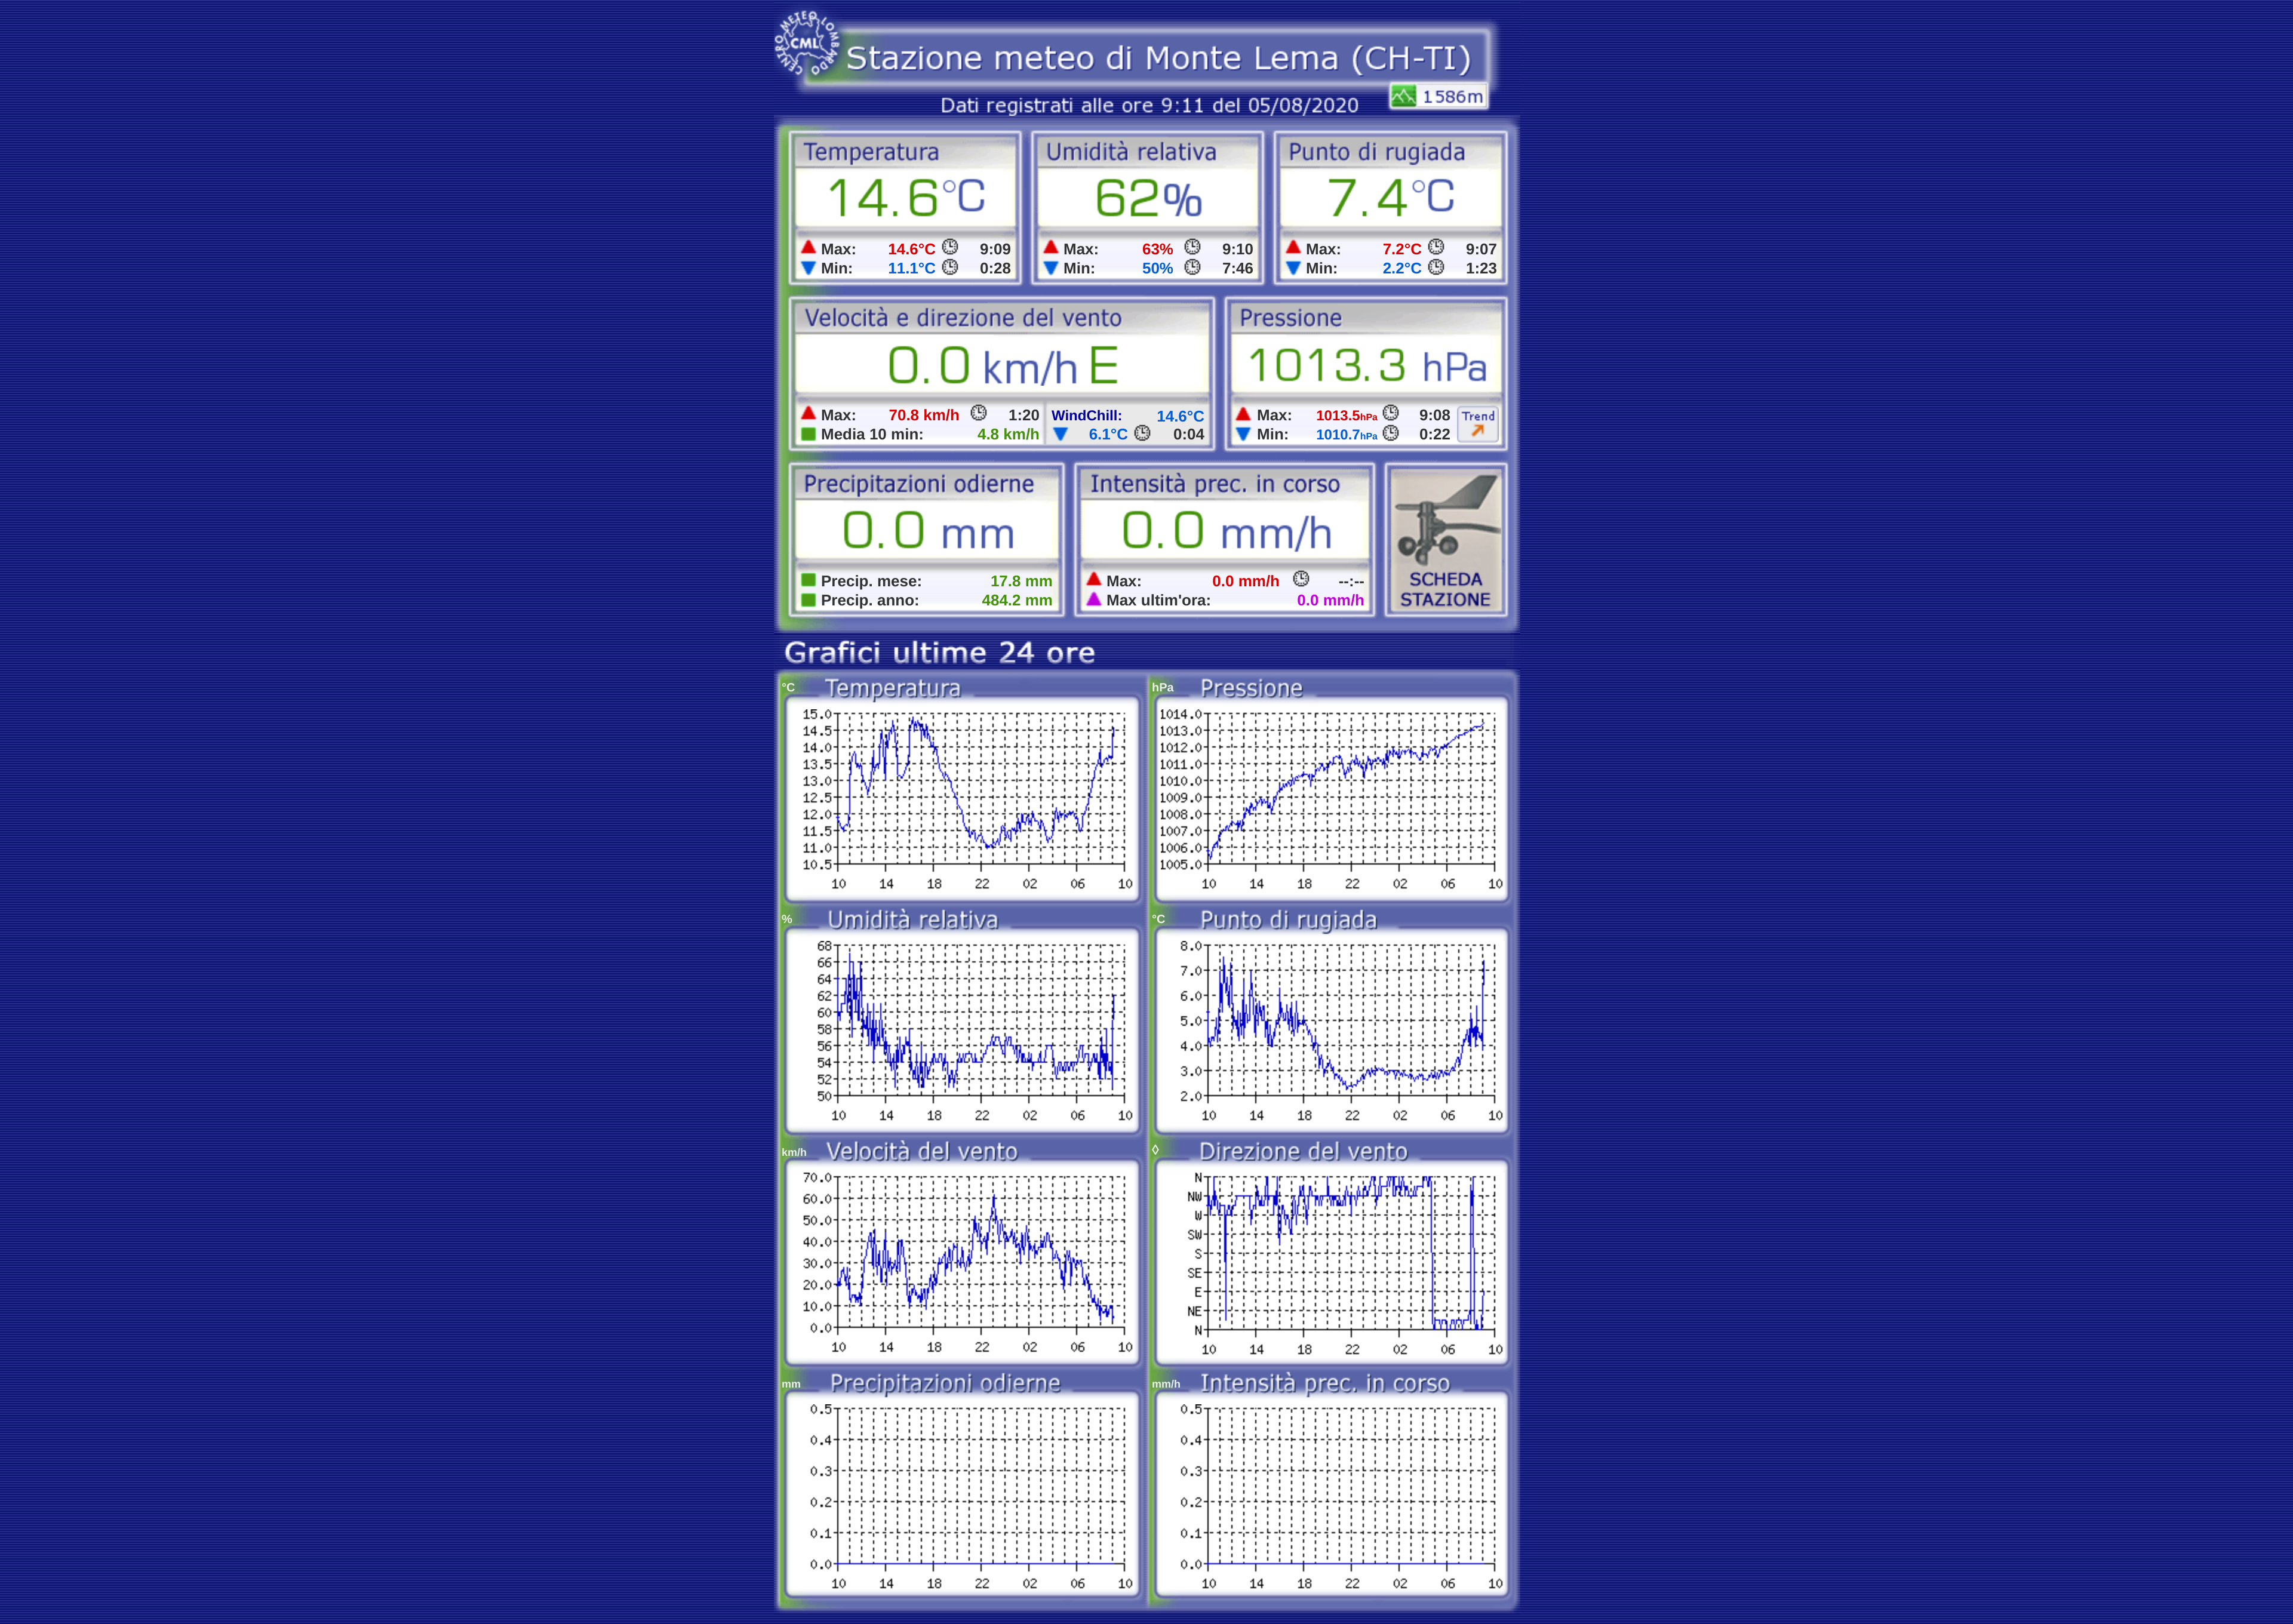 CENTRO METEO LOMBARDO
CML
Stazione meteo di Monte Lema (CH-TI)
1586m
Dati registrati alle ore 9:11 del 05/08/2020
Temperatura
14.6°C
Max: 14.6°C 9:09
Min: 11.1°C 0:28
Umidità relativa
62%
Max: 63% 9:10
Min: 50% 7:46
Punto di rugiada
7.4°C
Max: 7.2°C 9:07
Min: 2.2°C 1:23
Velocità e direzione del vento
0.0 km/h E
Max: 70.8 km/h 1:20
Media 10 min: 4.8 km/h
WindChill: 14.6°C
6.1°C 0:04
Pressione
1013.3 hPa
Max: 1013.5hPa 9:08
Min: 1010.7hPa 0:22
Trend
Precipitazioni odierne
0.0 mm
Precip. mese: 17.8 mm
Precip. anno: 484.2 mm
Intensità prec. in corso
0.0 mm/h
Max: 0.0 mm/h --:--
Max ultim'ora: 0.0 mm/h
SCHEDA
STAZIONE
Grafici ultime 24 ore
°C Temperatura
15.0
14.5
14.0
13.5
13.0
12.5
12.0
11.5
11.0
10.5
10 14 18 22 02 06 10
hPa Pressione
1014.0
1013.0
1012.0
1011.0
1010.0
1009.0
1008.0
1007.0
1006.0
1005.0
10 14 18 22 02 06 10
% Umidità relativa
68
66
64
62
60
58
56
54
52
50
10 14 18 22 02 06 10
°C Punto di rugiada
8.0
7.0
6.0
5.0
4.0
3.0
2.0
10 14 18 22 02 06 10
km/h Velocità del vento
70.0
60.0
50.0
40.0
30.0
20.0
10.0
0.0
10 14 18 22 02 06 10
◊ Direzione del vento
N
NW
W
SW
S
SE
E
NE
N
10 14 18 22 02 06 10
mm Precipitazioni odierne
0.5
0.4
0.3
0.2
0.1
0.0
10 14 18 22 02 06 10
mm/h Intensità prec. in corso
0.5
0.4
0.3
0.2
0.1
0.0
10 14 18 22 02 06 10